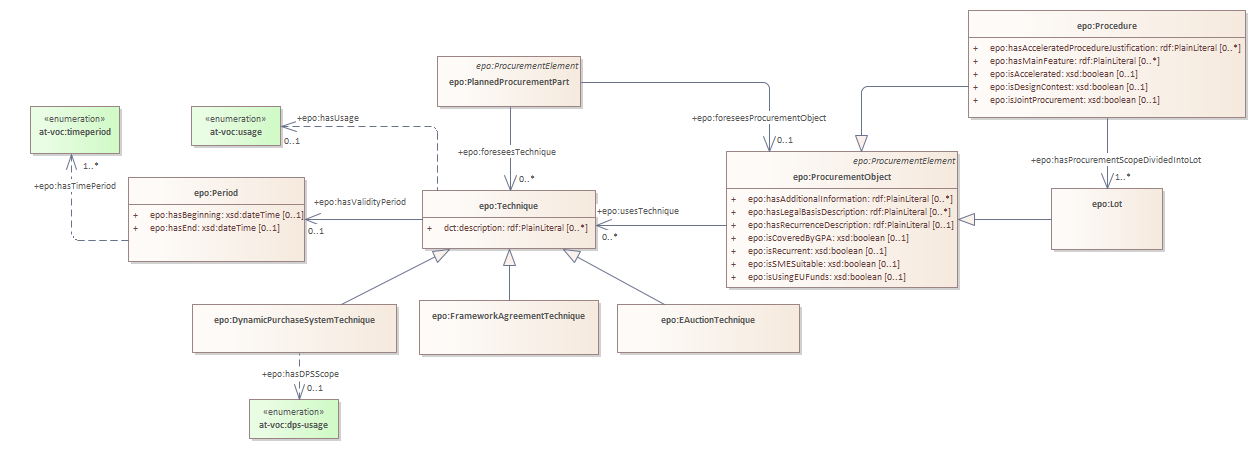 epo:Procedure
+ epo:hasAcceleratedProcedureJustification: rdf:PlainLiteral [0..*]
+ epo:hasMainFeature: rdf:PlainLiteral [0..*]
+ epo:isAccelerated: xsd:boolean [0..1]
+ epo:isDesignContest: xsd:boolean [0..1]
+ epo:isJointProcurement: xsd:boolean [0..1]
epo:ProcurementElement
epo:PlannedProcurementPart
«enumeration»
at-voc:timeperiod
«enumeration»
at-voc:usage
+epo:hasUsage
0..1
+epo:foreseesProcurementObject
0..1
+epo:foreseesTechnique
0..*
1..*
+epo:hasTimePeriod
+epo:hasProcurementScopeDividedIntoLot
1..*
epo:Period
+ epo:hasBeginning: xsd:dateTime [0..1]
+ epo:hasEnd: xsd:dateTime [0..1]
+epo:hasValidityPeriod
0..1
epo:Technique
+ dct:description: rdf:PlainLiteral [0..*]
+epo:usesTechnique
0..*
epo:ProcurementElement
epo:ProcurementObject
+ epo:hasAdditionalInformation: rdf:PlainLiteral [0..*]
+ epo:hasLegalBasisDescription: rdf:PlainLiteral [0..*]
+ epo:hasRecurrenceDescription: rdf:PlainLiteral [0..1]
+ epo:isCoveredByGPA: xsd:boolean [0..1]
+ epo:isRecurrent: xsd:boolean [0..1]
+ epo:isSMESuitable: xsd:boolean [0..1]
+ epo:isUsingEUFunds: xsd:boolean [0..1]
epo:Lot
epo:DynamicPurchaseSystemTechnique
epo:FrameworkAgreementTechnique
epo:EAuctionTechnique
+epo:hasDPSScope
0..1
«enumeration»
at-voc:dps-usage